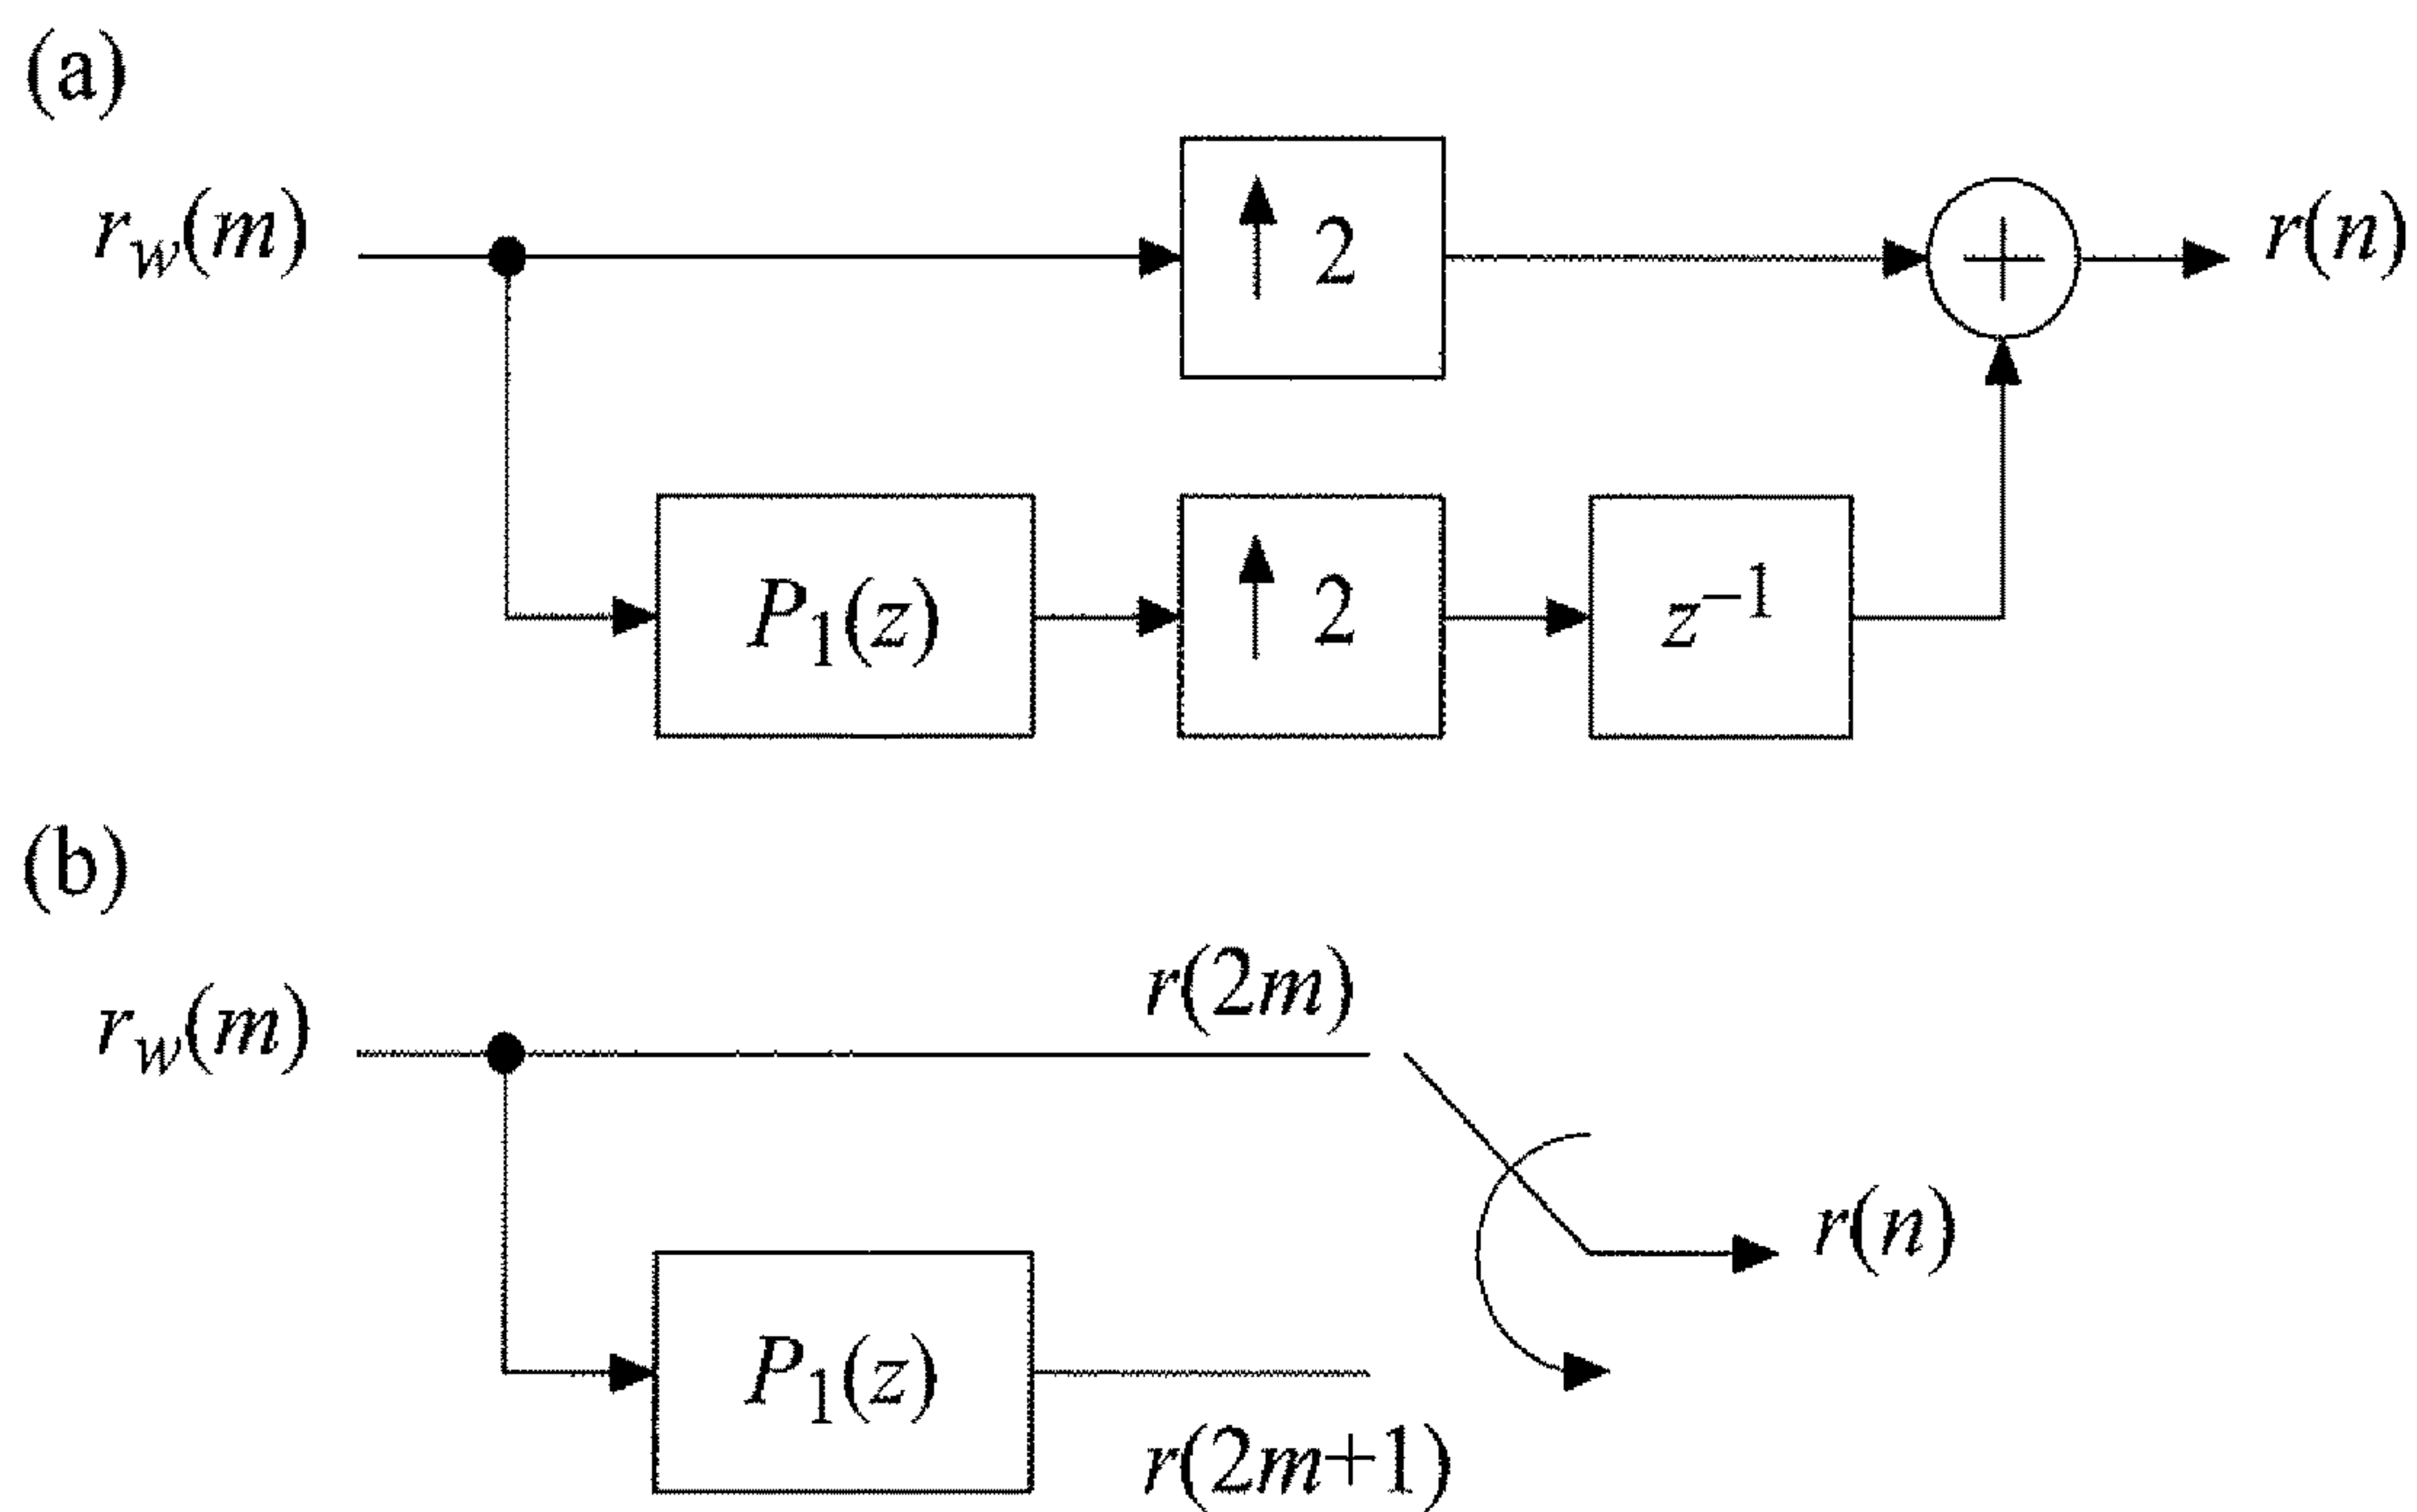 (a)
r_w(m)
↑ 2
+
r(n)
P_1(z)
↑ 2
z^{-1}
(b)
r(2m)
r_w(m)
r(n)
P_1(z)
r(2m+1)